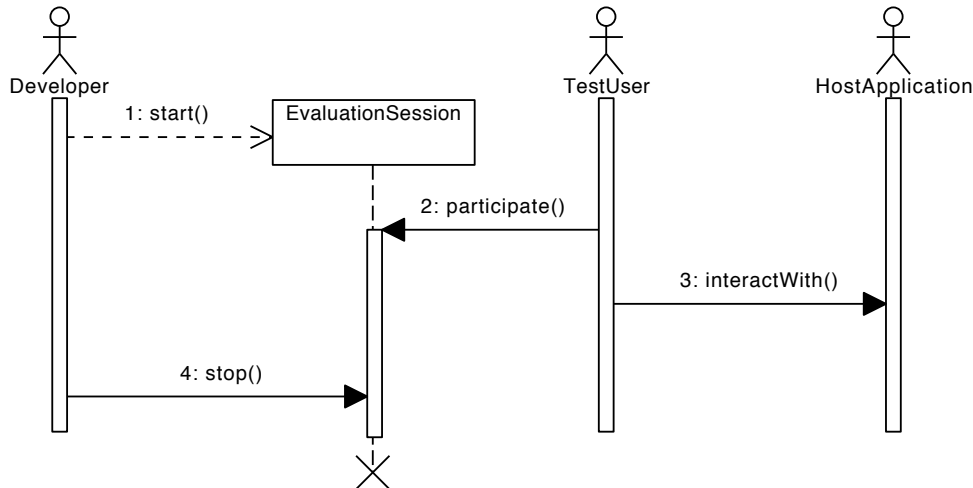 Developer
TestUser
HostApplication
1: start()
EvaluationSession
2: participate()
3: interactWith()
4: stop()